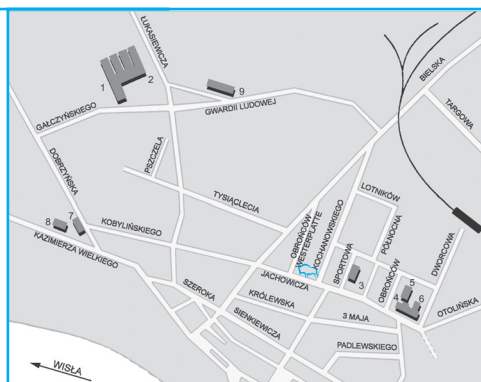 ŁUKASIEWICZA
BIELSKA
TARGOWA
1
2
9
GWARDII LUDOWEJ
GAŁCZYŃSKIEGO
DOBRZYŃSKA
PSZCZELA
TYSIĄCLECIA
LOTNIKÓW
OBROŃCÓW
WESTERPLATTE
KOCHANOWSKIEGO
PÓŁNOCNA
8
7
KOBYLIŃSKIEGO
KAZIMIERZA WIELKIEGO
JACHOWICZA
SPORTOWA
3
OBROŃCÓW
DWORCOWA
SZEROKA
KRÓLEWSKA
SIENKIEWICZA
4
5
6
OTOLIŃSKA
3 MAJA
PADLEWSKIEGO
WISŁA